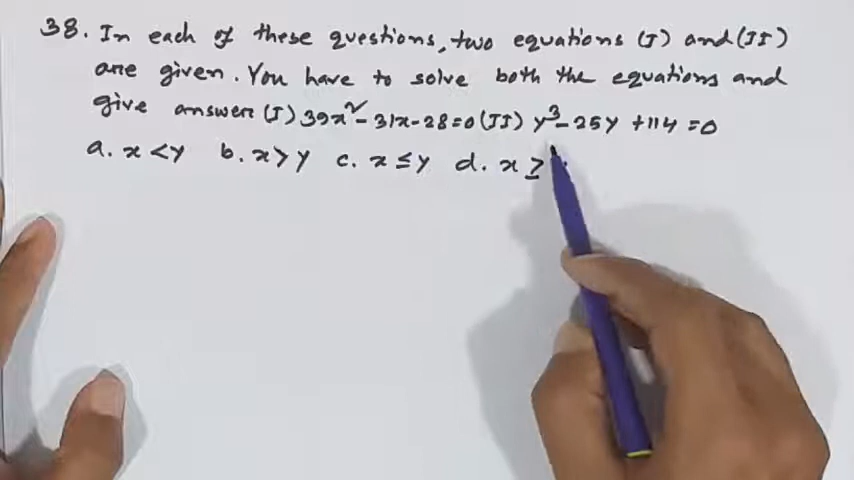 38. In each of these questions, two equations (I) and (II)
are given. You have to solve both the equations and
give answer: (I) 39x² - 31x - 28 = 0 (II) y³ - 25y + 114 = 0
a. x < y b. x > y c. x ≤ y d. x ≥